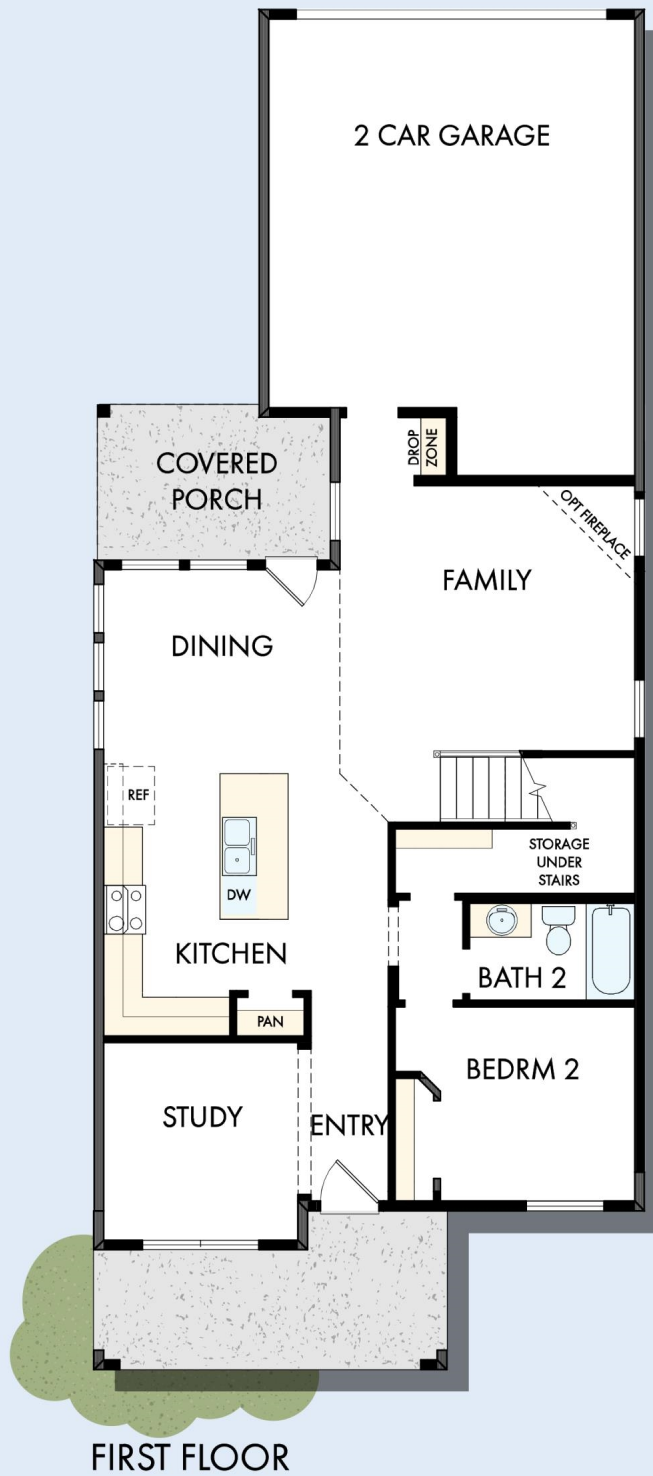 2 CAR GARAGE
DROP
ZONE
COVERED
PORCH
OPT FIREPLACE
FAMILY
DINING
REF
STORAGE
UNDER
STAIRS
DW
KITCHEN
BATH 2
PAN
BEDRM 2
STUDY
ENTRY
FIRST FLOOR